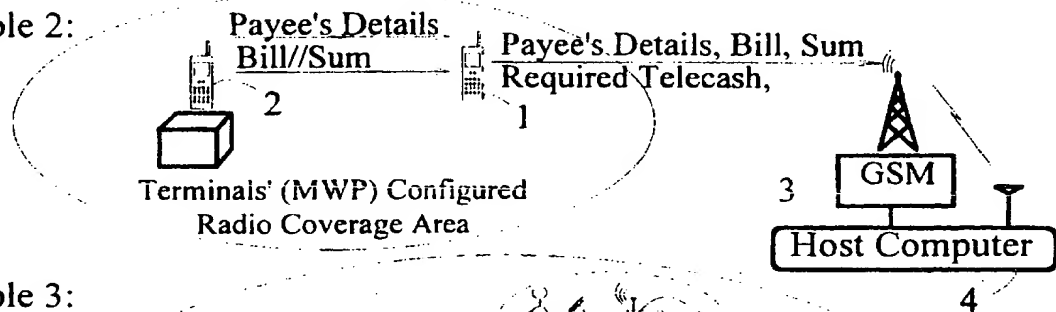 ple 2:
Payee's Details
Bill//Sum
Payee's Details, Bill, Sum
Required Telecash,
2
1
Terminals' (MWP) Configured
Radio Coverage Area
3
GSM
Host Computer
4
ple 3: